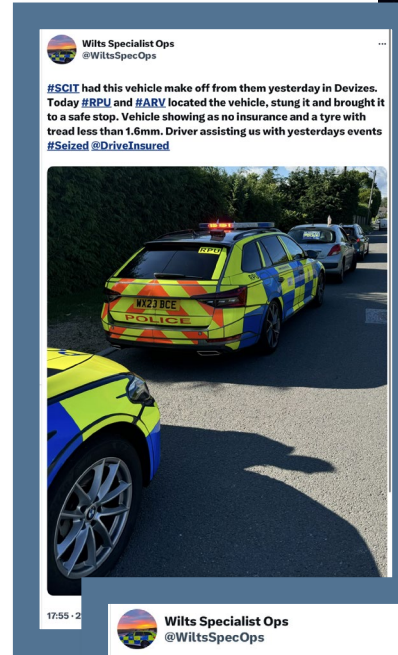 Wilts Specialist Ops
@WiltsSpecOps
#SCIT had this vehicle make off from them yesterday in Devizes.
Today #RPU and #ARV located the vehicle, stung it and brought it
to a safe stop. Vehicle showing as no insurance and a tyre with
tread less than 1.6mm. Driver assisting us with yesterdays events
#Seized @DriveInsured
RPU
WX23 BCE
POLICE
17:55 · 2
Wilts Specialist Ops
@WiltsSpecOps